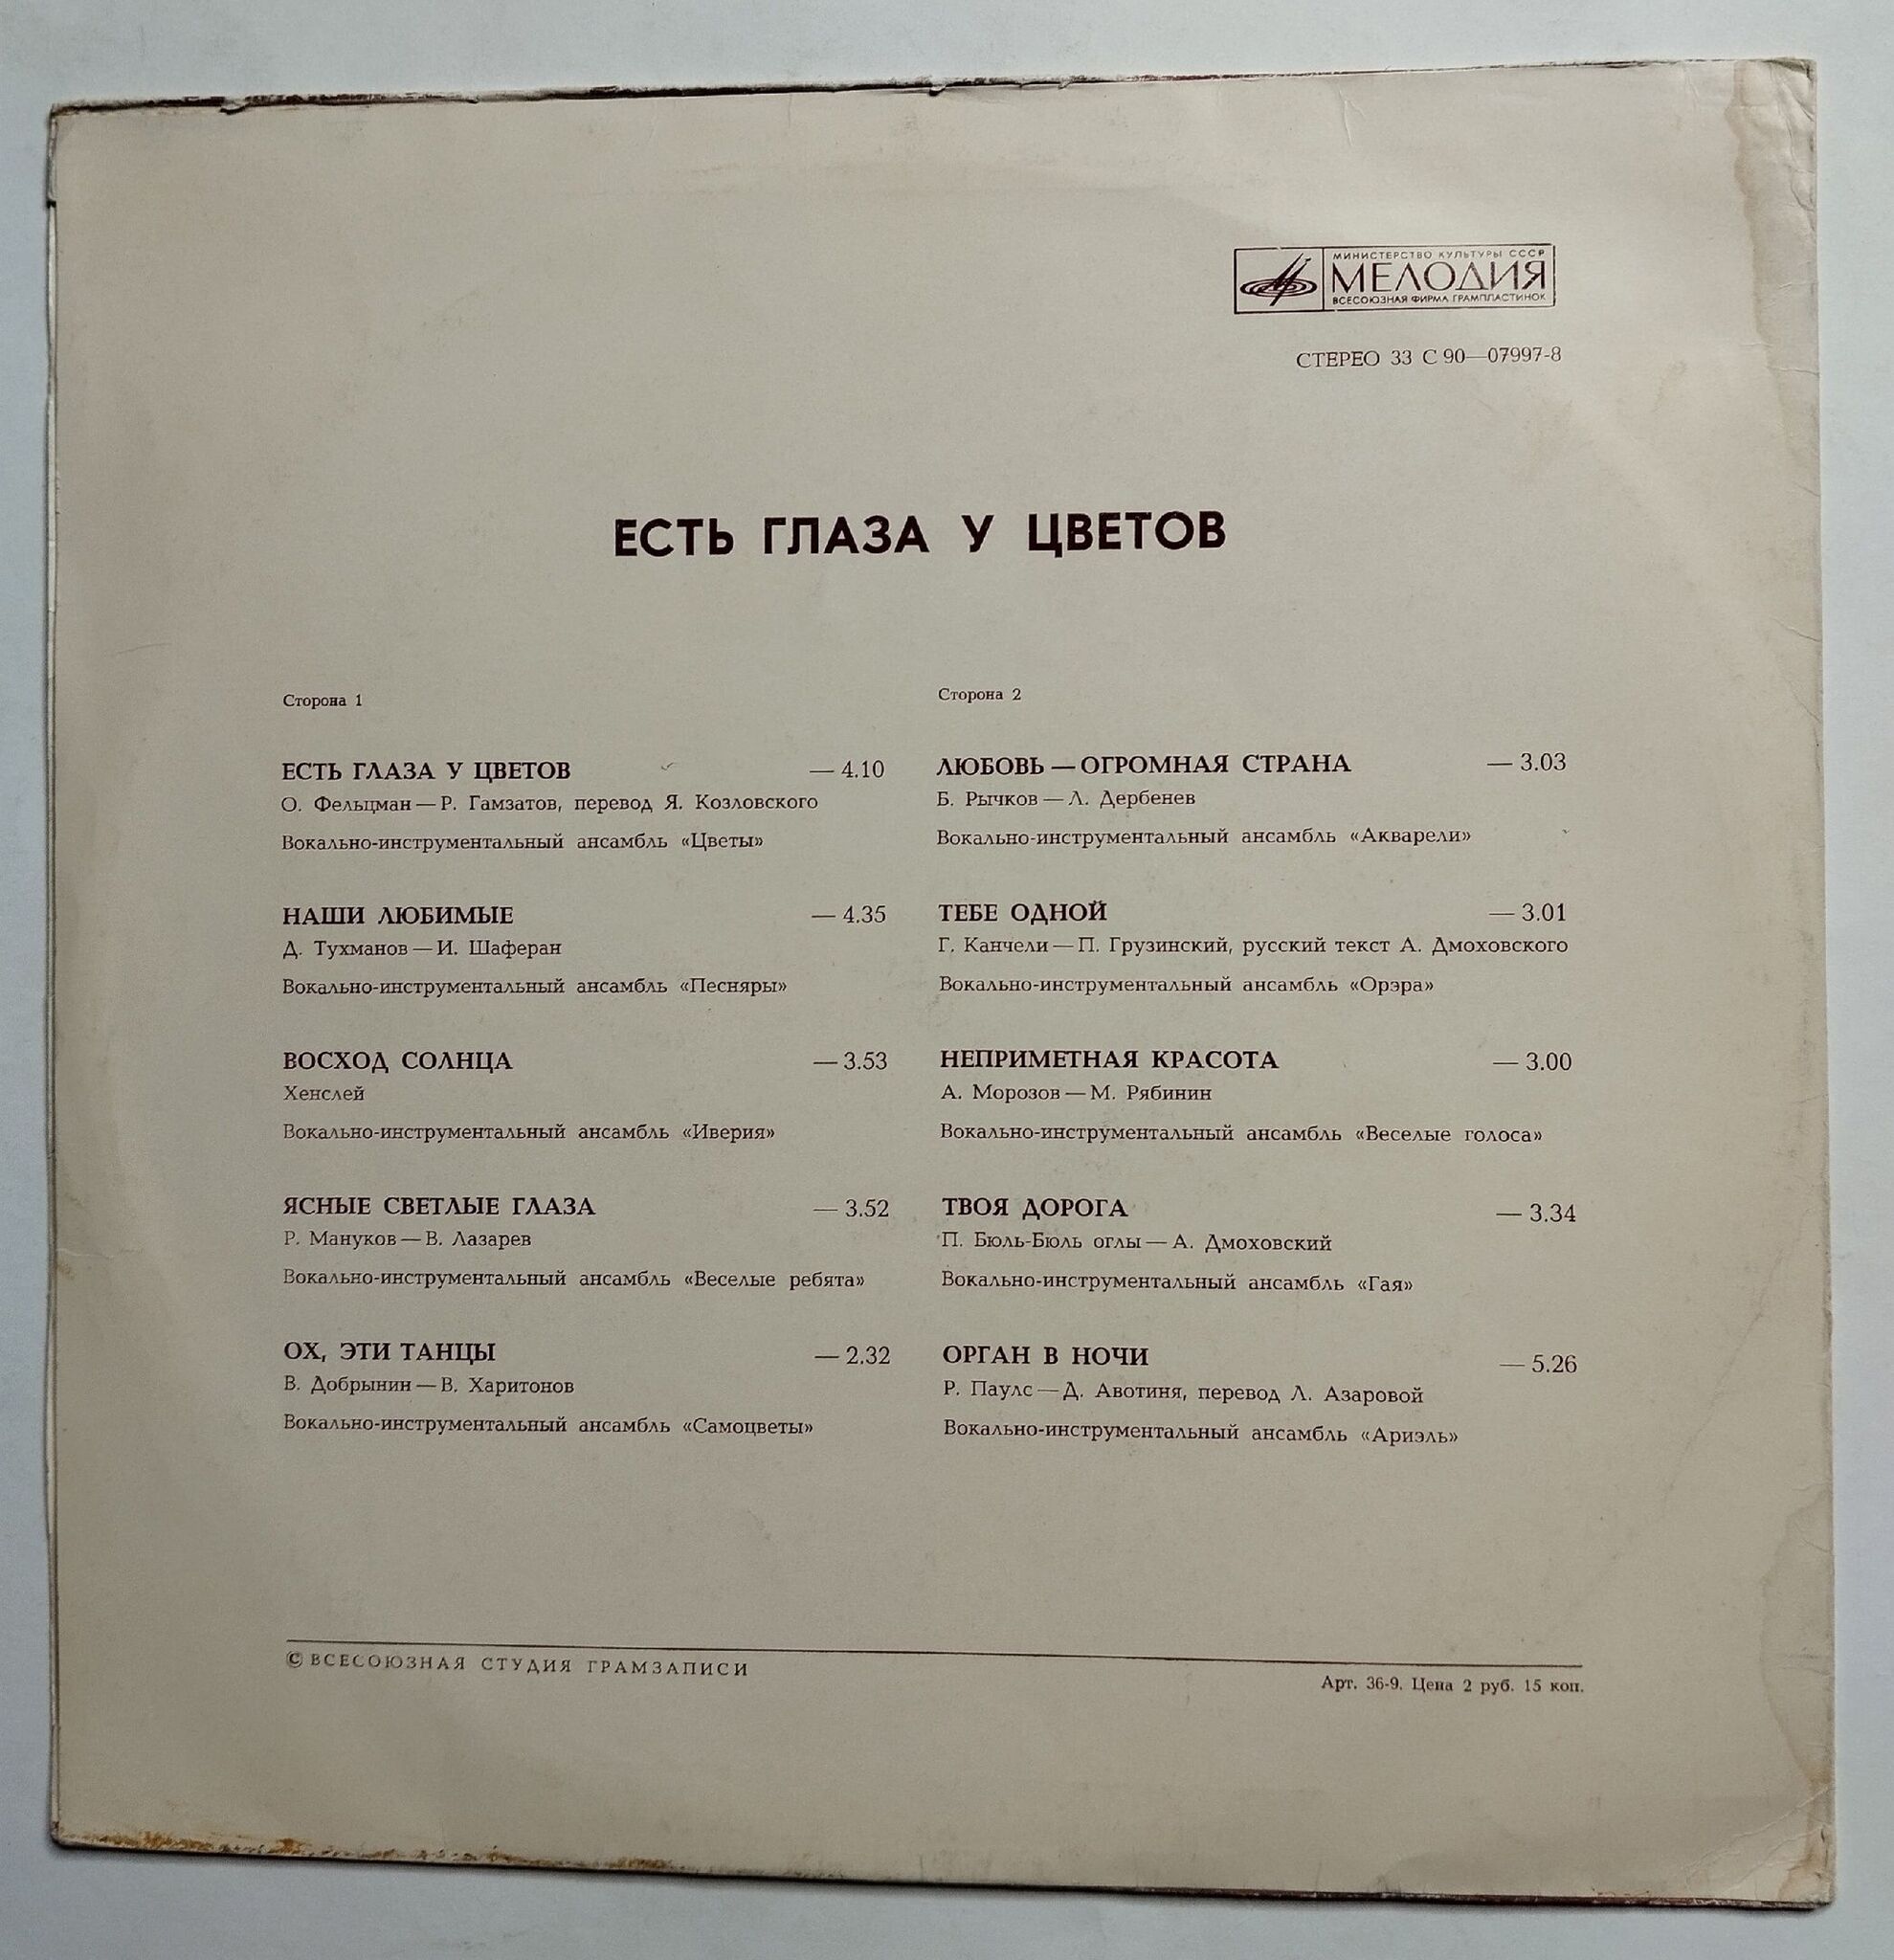 МИНИСТЕРСТВО КУЛЬТУРЫ СССР
МЕЛОДИЯ
ВСЕСОЮЗНАЯ ФИРМА ГРАМПЛАСТИНОК
СТЕРЕО 33 С 90—07997-8
ЕСТЬ ГЛАЗА У ЦВЕТОВ
Сторона 1
ЕСТЬ ГЛАЗА У ЦВЕТОВ — 4.10
О. Фельцман — Р. Гамзатов, перевод Я. Козловского
Вокально-инструментальный ансамбль «Цветы»
НАШИ ЛЮБИМЫЕ — 4.35
Д. Тухманов — И. Шаферан
Вокально-инструментальный ансамбль «Песняры»
ВОСХОД СОЛНЦА — 3.53
Хенслей
Вокально-инструментальный ансамбль «Иверия»
ЯСНЫЕ СВЕТЛЫЕ ГЛАЗА — 3.52
Р. Мануков — В. Лазарев
Вокально-инструментальный ансамбль «Веселые ребята»
ОХ, ЭТИ ТАНЦЫ — 2.32
В. Добрынин — В. Харитонов
Вокально-инструментальный ансамбль «Самоцветы»
Сторона 2
ЛЮБОВЬ — ОГРОМНАЯ СТРАНА — 3.03
Б. Рычков — Л. Дербенев
Вокально-инструментальный ансамбль «Акварели»
ТЕБЕ ОДНОЙ — 3.01
Г. Канчели — П. Грузинский, русский текст А. Дмоховского
Вокально-инструментальный ансамбль «Орэра»
НЕПРИМЕТНАЯ КРАСОТА — 3.00
А. Морозов — М. Рябинин
Вокально-инструментальный ансамбль «Веселые голоса»
ТВОЯ ДОРОГА — 3.34
П. Бюль-Бюль оглы — А. Дмоховский
Вокально-инструментальный ансамбль «Гая»
ОРГАН В НОЧИ — 5.26
Р. Паулс — Д. Авотиня, перевод Л. Азаровой
Вокально-инструментальный ансамбль «Ариэль»
© ВСЕСОЮЗНАЯ СТУДИЯ ГРАМЗАПИСИ
Арт. 36-9. Цена 2 руб. 15 коп.